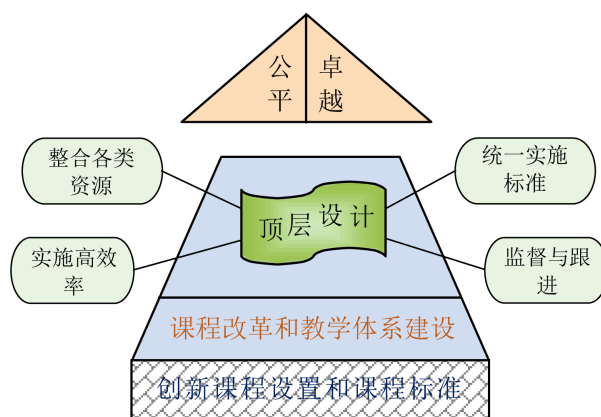 公 卓
平 越
整合各类
资源
统一实施
标准
顶层设计
实施高效
率
监督与跟
进
课程改革和教学体系建设
创新课程设置和课程标准